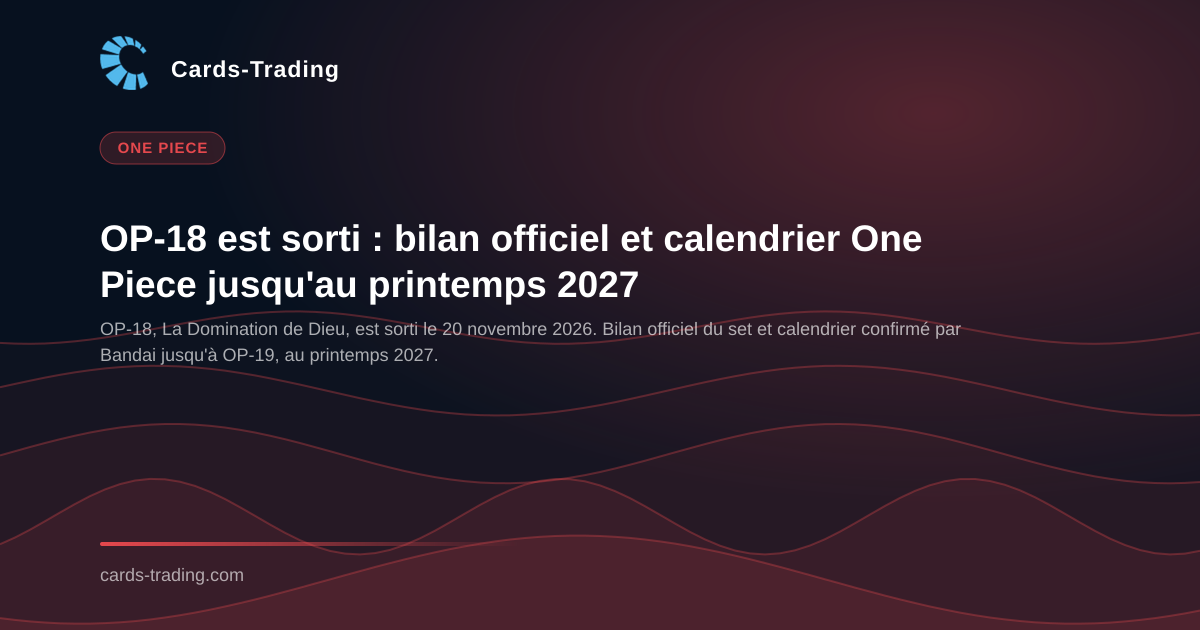 Cards-Trading
ONE PIECE
OP-18 est sorti : bilan officiel et calendrier One
Piece jusqu'au printemps 2027
OP-18, La Domination de Dieu, est sorti le 20 novembre 2026. Bilan officiel du set et calendrier confirmé par
Bandai jusqu'à OP-19, au printemps 2027.
cards-trading.com